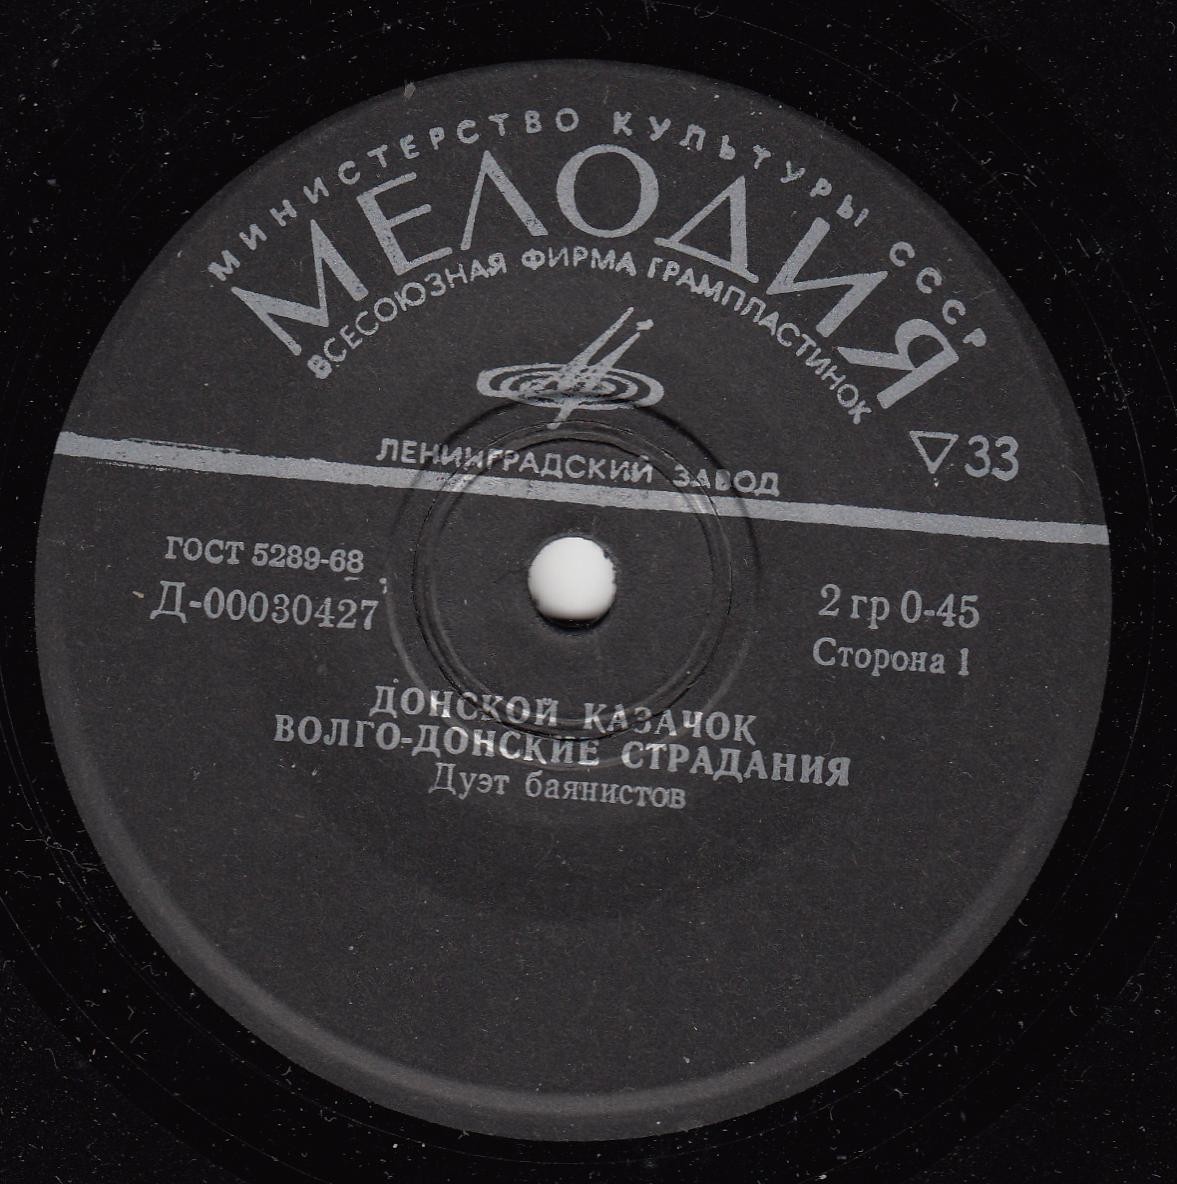 МИНИСТЕРСТВО КУЛЬТУРЫ СССР
МЕЛОДИЯ
ВСЕСОЮЗНАЯ ФИРМА ГРАМПЛАСТИНОК
33
ЛЕНИНГРАДСКИЙ ЗАВОД
ГОСТ 5289-68
Д-00030427
2 гр 0-45
Сторона 1
ДОНСКОЙ КАЗАЧОК
ВОЛГО-ДОНСКИЕ СТРАДАНИЯ
Дуэт баянистов